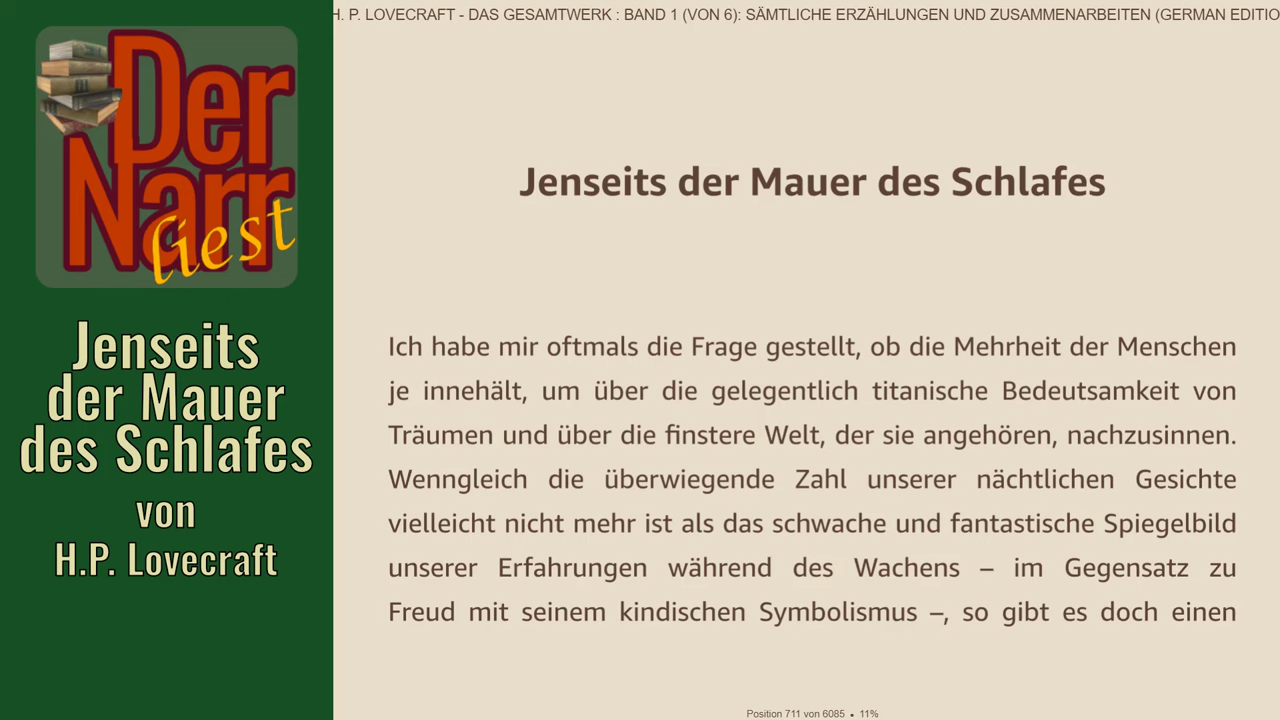 Der
Narr
liest
Jenseits
der Mauer
des Schlafes
von
H.P. Lovecraft
H. P. LOVECRAFT - DAS GESAMTWERK : BAND 1 (VON 6): SÄMTLICHE ERZÄHLUNGEN UND ZUSAMMENARBEITEN (GERMAN EDITIO
Jenseits der Mauer des Schlafes
Ich habe mir oftmals die Frage gestellt, ob die Mehrheit der Menschen
je innehält, um über die gelegentlich titanische Bedeutsamkeit von
Träumen und über die finstere Welt, der sie angehören, nachzusinnen.
Wenngleich die überwiegende Zahl unserer nächtlichen Gesichte
vielleicht nicht mehr ist als das schwache und fantastische Spiegelbild
unserer Erfahrungen während des Wachens – im Gegensatz zu
Freud mit seinem kindischen Symbolismus –, so gibt es doch einen
Position 711 von 6085 • 11%